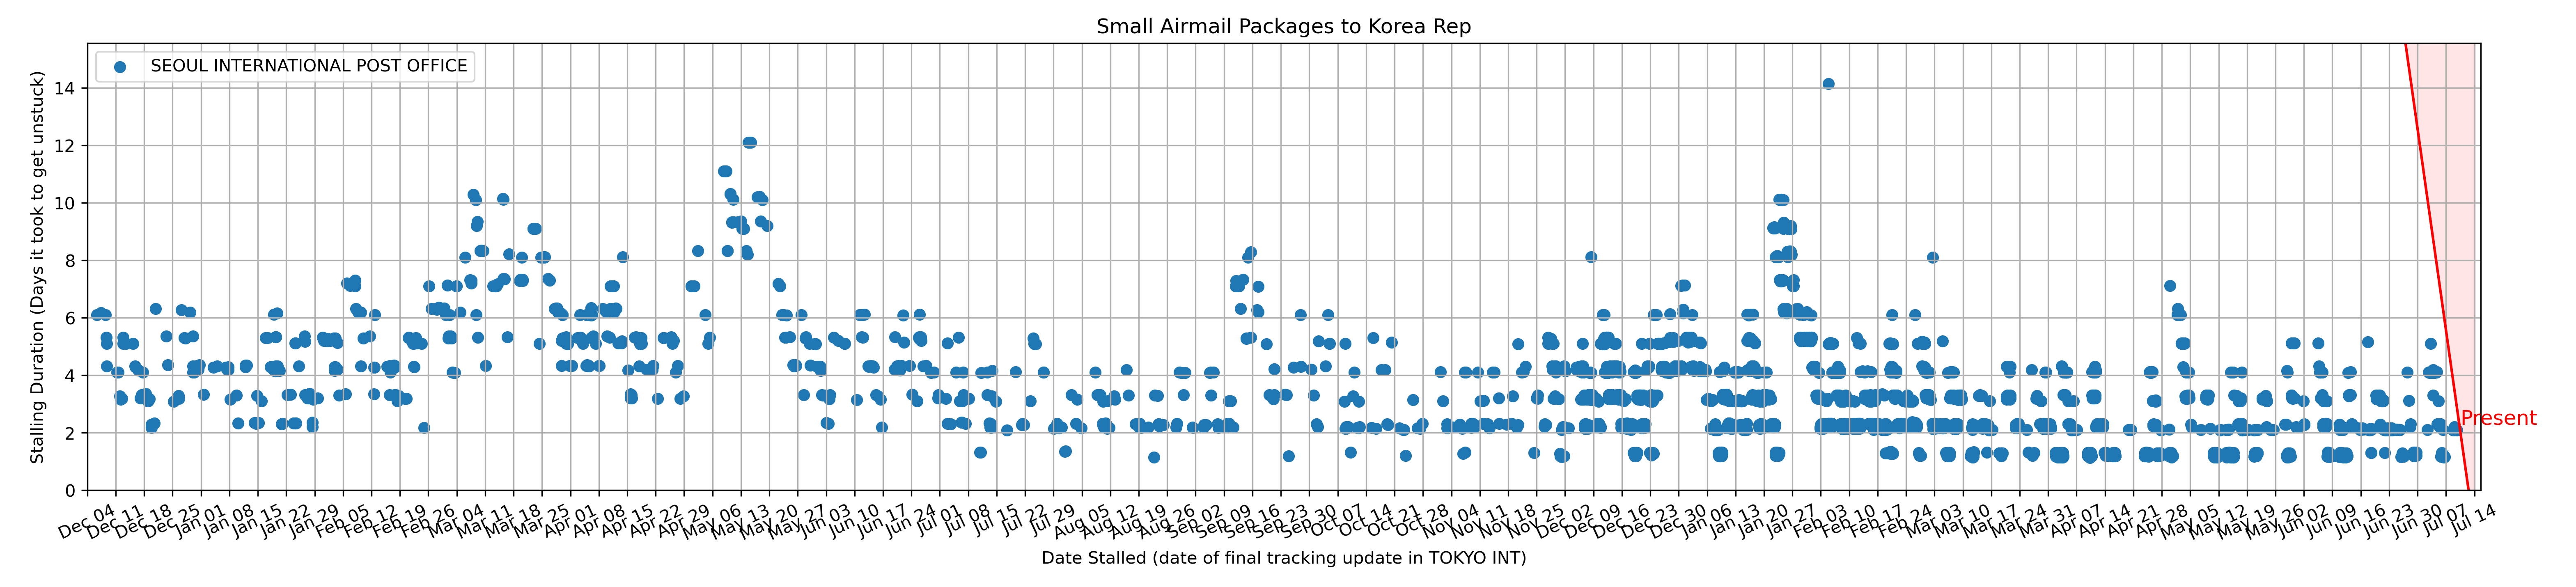 Small Airmail Packages to Korea Rep
SEOUL INTERNATIONAL POST OFFICE
Stalling Duration (Days it took to get unstuck)
14
12
10
8
6
4
2
0
Present
Dec 04
Dec 11
Dec 18
Dec 25
Jan 01
Jan 08
Jan 15
Jan 22
Jan 29
Feb 05
Feb 12
Feb 19
Feb 26
Mar 04
Mar 11
Mar 18
Mar 25
Apr 01
Apr 08
Apr 15
Apr 22
Apr 29
May 06
May 13
May 20
May 27
Jun 03
Jun 10
Jun 17
Jun 24
Jul 01
Jul 08
Jul 15
Jul 22
Jul 29
Aug 05
Aug 12
Aug 19
Aug 26
Sep 02
Sep 09
Sep 16
Sep 23
Sep 30
Oct 07
Oct 14
Oct 21
Oct 28
Nov 04
Nov 11
Nov 18
Nov 25
Dec 02
Dec 09
Dec 16
Dec 23
Dec 30
Jan 06
Jan 13
Jan 20
Jan 27
Feb 03
Feb 10
Feb 17
Feb 24
Mar 03
Mar 10
Mar 17
Mar 24
Mar 31
Apr 07
Apr 14
Apr 21
Apr 28
May 05
May 12
May 19
May 26
Jun 02
Jun 09
Jun 16
Jun 23
Jun 30
Jul 07
Jul 14
Date Stalled (date of final tracking update in TOKYO INT)